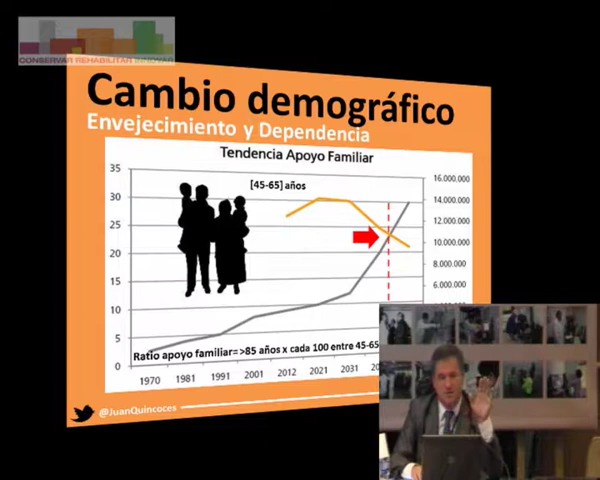 CONSERVAR REHABILITAR INNOVAR
Cambio demográfico
Envejecimiento y Dependencia
Tendencia Apoyo Familiar
35
30
25
20
15
10
5
0
[45-65] años
16.000.000
14.000.000
12.000.000
10.000.000
8.000.000
6.000.000
Ratio apoyo familiar=>85 años x cada 100 entre 45-65
1970 1981 1991 2001 2012 2021 2031
@JuanQuincoces